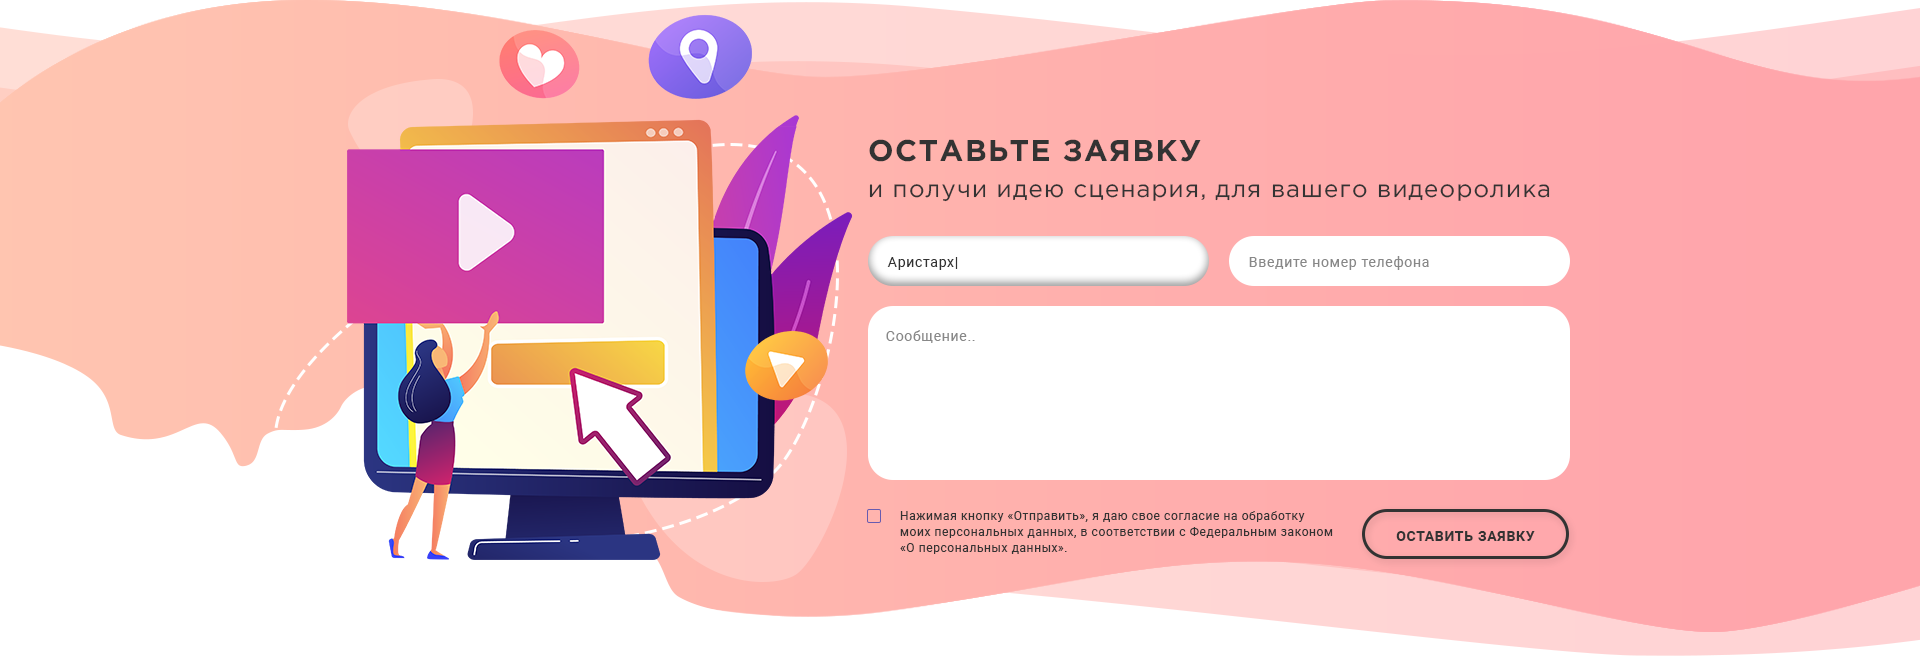 ОСТАВЬТЕ ЗАЯВКУ
и получи идею сценария, для вашего видеоролика
Аристарх|
Введите номер телефона
Сообщение..
Нажимая кнопку «Отправить», я даю свое согласие на обработку
моих персональных данных, в соответствии с Федеральным законом
«О персональных данных».
ОСТАВИТЬ ЗАЯВКУ